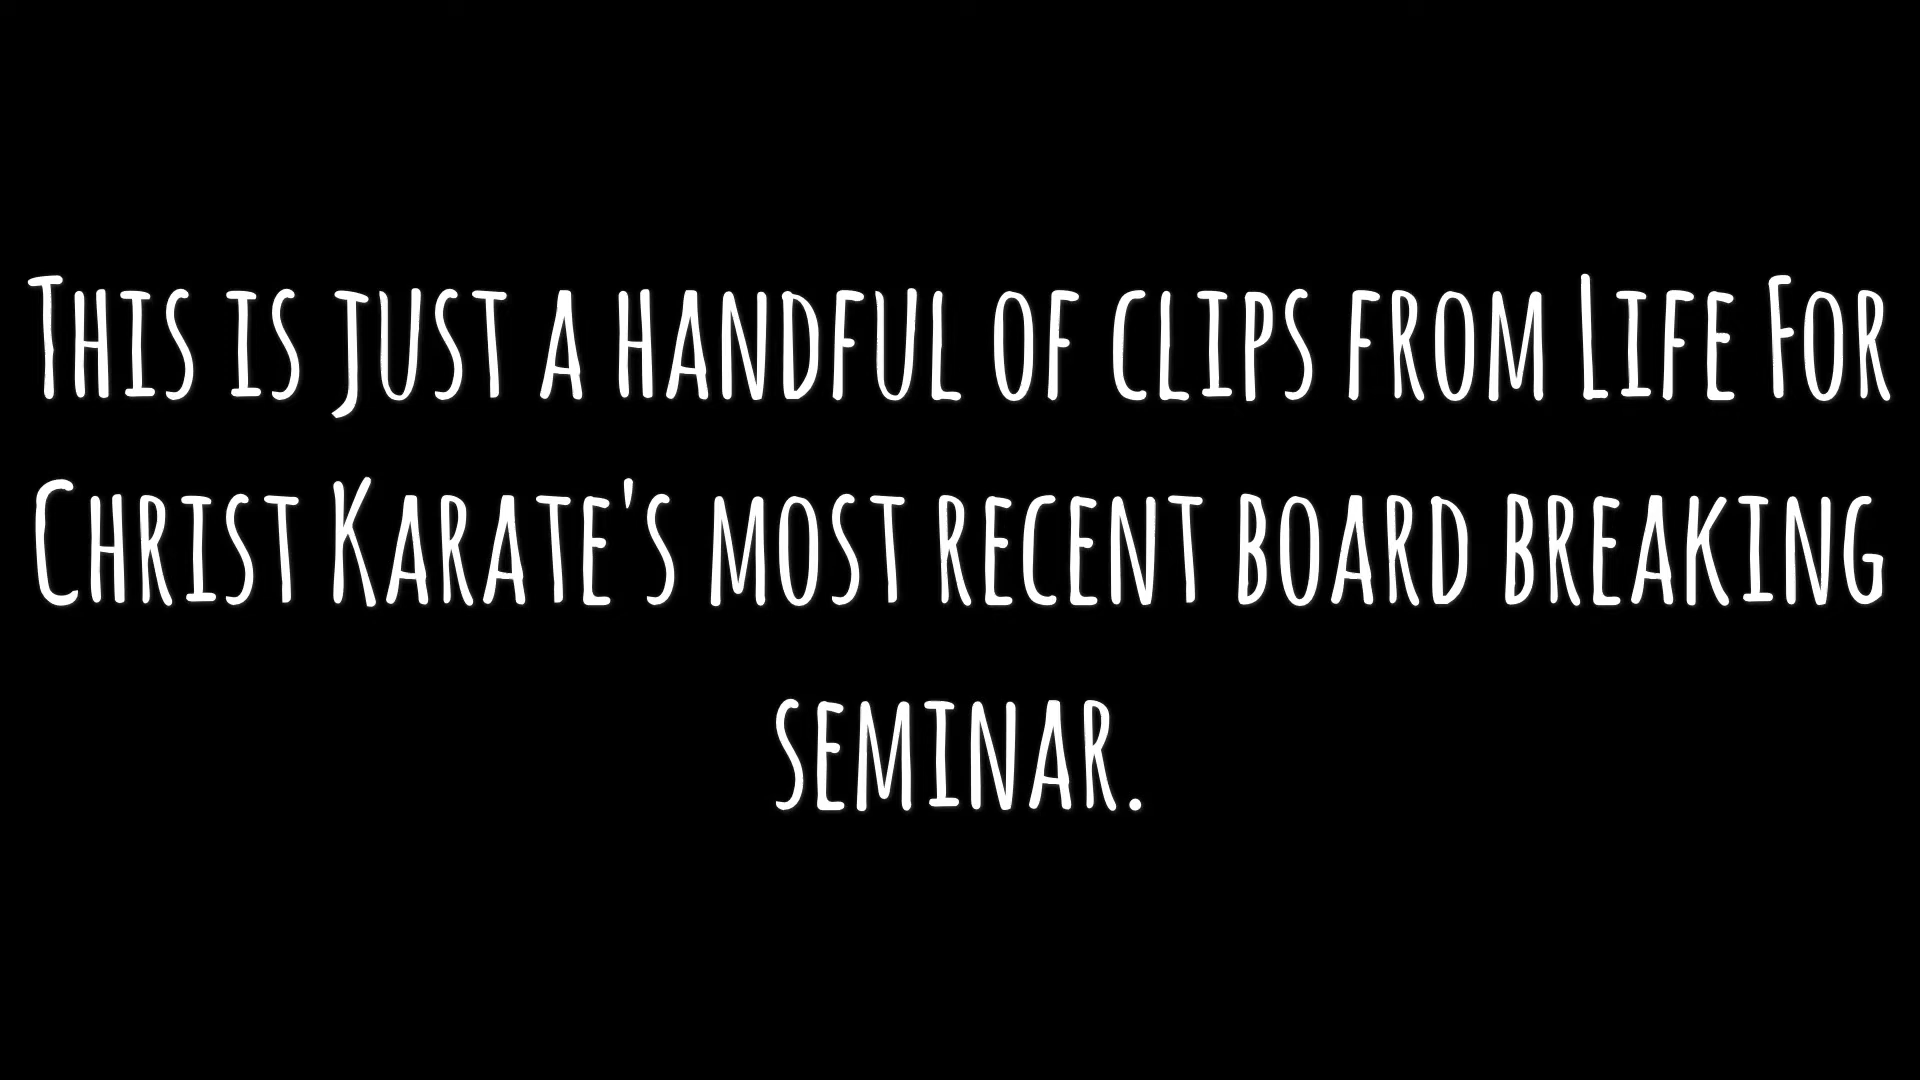 This is just a handful of clips from Life For
Christ Karate's most recent board breaking
seminar.